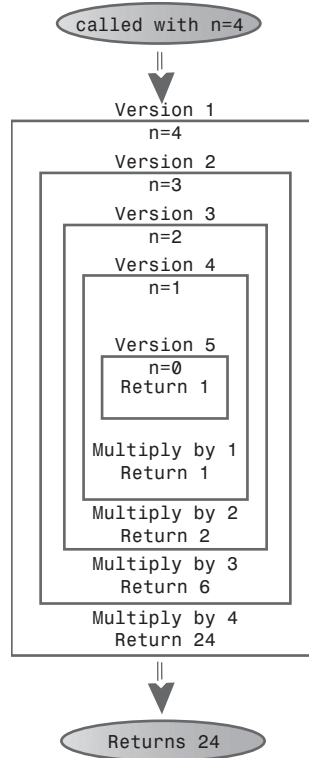 called with n=4
Version 1
n=4
Version 2
n=3
Version 3
n=2
Version 4
n=1
Version 5
n=0
Return 1
Multiply by 1
Return 1
Multiply by 2
Return 2
Multiply by 3
Return 6
Multiply by 4
Return 24
Returns 24